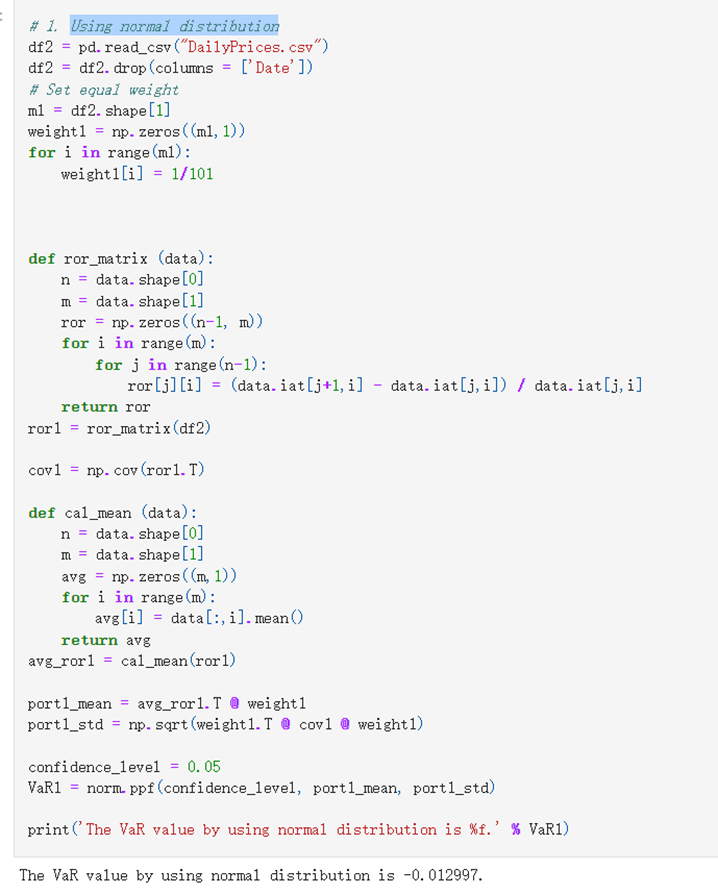 # 1. Using normal distribution
df2 = pd.read_csv("DailyPrices.csv")
df2 = df2.drop(columns = ['Date'])
# Set equal weight
m1 = df2.shape[1]
weight1 = np.zeros((m1,1))
for i in range(m1):
    weight1[i] = 1/101
def ror_matrix (data):
    n = data.shape[0]
    m = data.shape[1]
    ror = np.zeros((n-1, m))
    for i in range(m):
        for j in range(n-1):
            ror[j][i] = (data.iat[j+1,i] - data.iat[j,i]) / data.iat[j,i]
    return ror
ror1 = ror_matrix(df2)
cov1 = np.cov(ror1.T)
def cal_mean (data):
    n = data.shape[0]
    m = data.shape[1]
    avg = np.zeros((m,1))
    for i in range(m):
        avg[i] = data[:,i].mean()
    return avg
avg_ror1 = cal_mean(ror1)
port1_mean = avg_ror1.T @ weight1
port1_std = np.sqrt(weight1.T @ cov1 @ weight1)
confidence_level = 0.05
VaR1 = norm.ppf(confidence_level, port1_mean, port1_std)
print('The VaR value by using normal distribution is %f.' % VaR1)
The VaR value by using normal distribution is -0.012997.